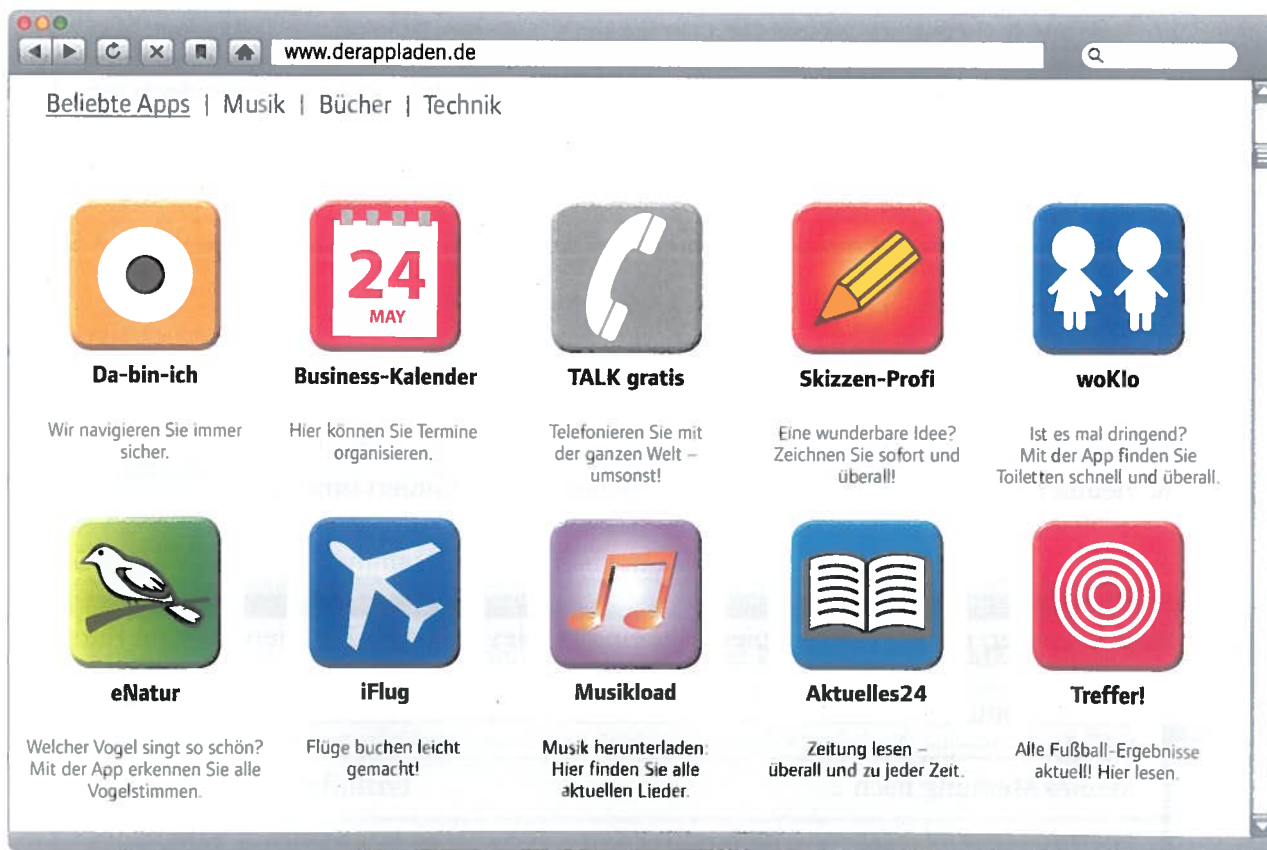 www.derappladen.de
Beliebte Apps | Musik | Bücher | Technik
24
MAY
Da-bin-ich
Business-Kalender
TALK gratis
Skizzen-Profi
woKlo
Wir navigieren Sie immer
sicher.
Hier können Sie Termine
organisieren.
Telefonieren Sie mit
der ganzen Welt –
umsonst!
Eine wunderbare Idee?
Zeichnen Sie sofort und
überall!
Ist es mal dringend?
Mit der App finden Sie
Toiletten schnell und überall.
eNatur
iFlug
Musikload
Aktuelles24
Treffer!
Welcher Vogel singt so schön?
Mit der App erkennen Sie alle
Vogelstimmen.
Flüge buchen leicht
gemacht!
Musik herunterladen:
Hier finden Sie alle
aktuellen Lieder.
Zeitung lesen –
überall und zu jeder Zeit.
Alle Fußball-Ergebnisse
aktuell! Hier lesen.